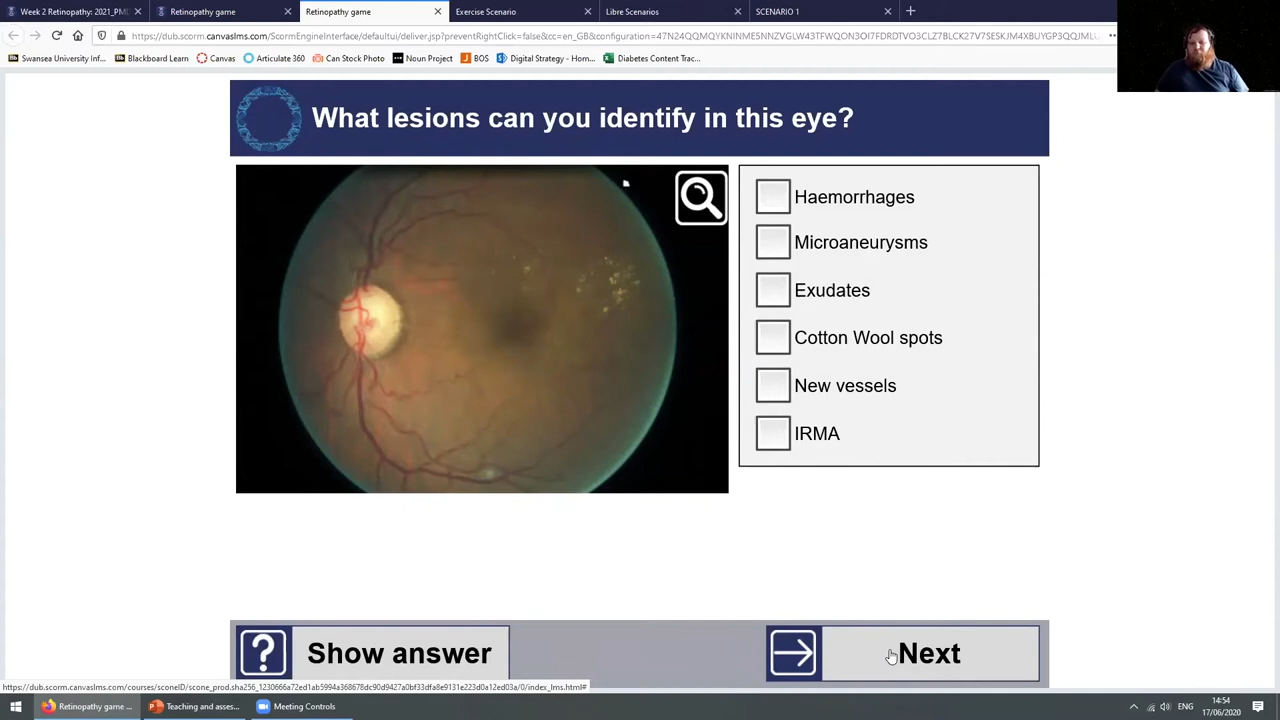 Week 2 Retinopathy: 2021_PM
Retinopathy game
Retinopathy game
Exercise Scenario
Libre Scenarios
SCENARIO 1
Swansea University Inf...
Blackboard Learn
Canvas
Articulate 360
Can Stock Photo
Noun Project
BOS
Digital Strategy - Hom...
Diabetes Content Trac...
What lesions can you identify in this eye?
Haemorrhages
Microaneurysms
Exudates
Cotton Wool spots
New vessels
IRMA
Show answer
Next
Retinopathy game ...
Teaching and asses...
Meeting Controls
ENG
14:54
17/06/2020